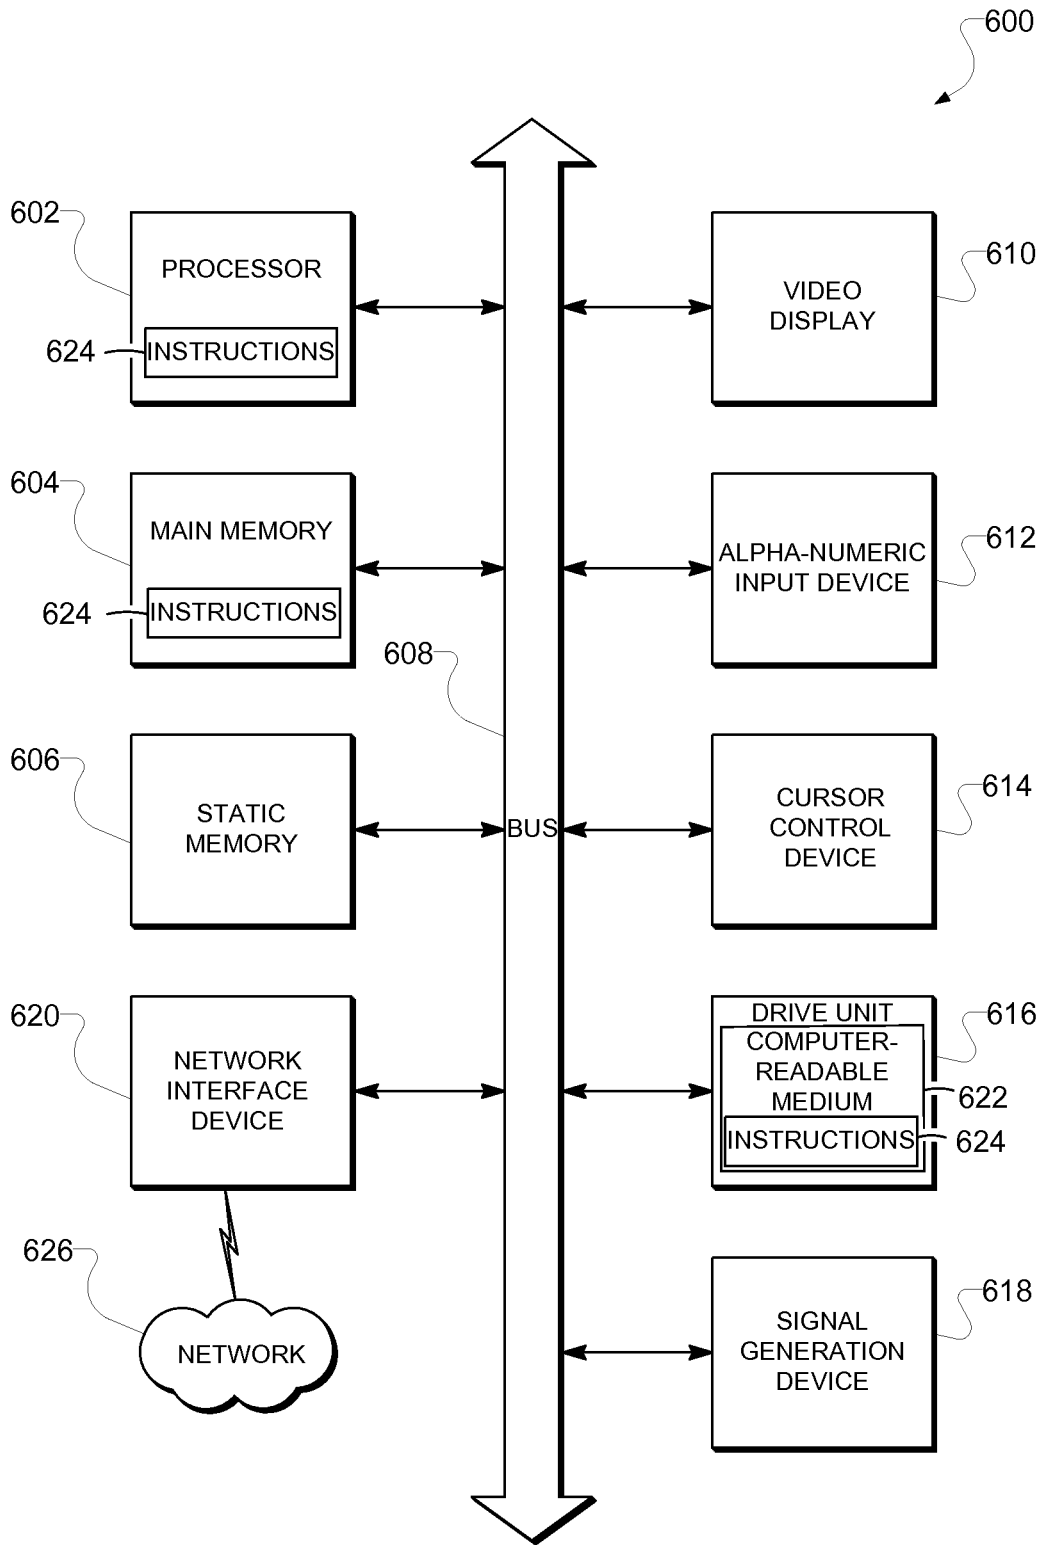 600
602
PROCESSOR
624
INSTRUCTIONS
610
VIDEO
DISPLAY
604
MAIN MEMORY
624
INSTRUCTIONS
612
ALPHA-NUMERIC
INPUT DEVICE
608
606
STATIC
MEMORY
BUS
614
CURSOR
CONTROL
DEVICE
620
NETWORK
INTERFACE
DEVICE
616
DRIVE UNIT
COMPUTER-
READABLE
MEDIUM
622
INSTRUCTIONS
624
626
NETWORK
618
SIGNAL
GENERATION
DEVICE